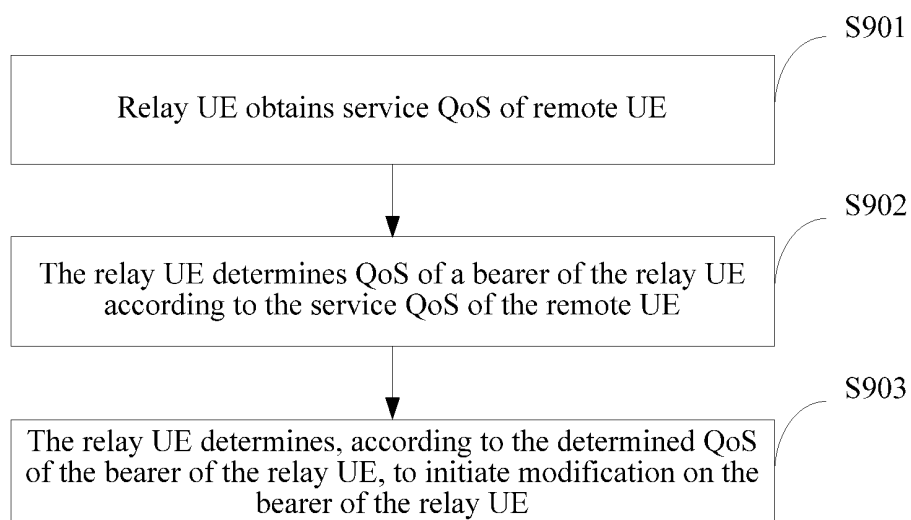 S901
Relay UE obtains service QoS of remote UE
S902
The relay UE determines QoS of a bearer of the relay UE
according to the service QoS of the remote UE
S903
The relay UE determines, according to the determined QoS
of the bearer of the relay UE, to initiate modification on the
bearer of the relay UE